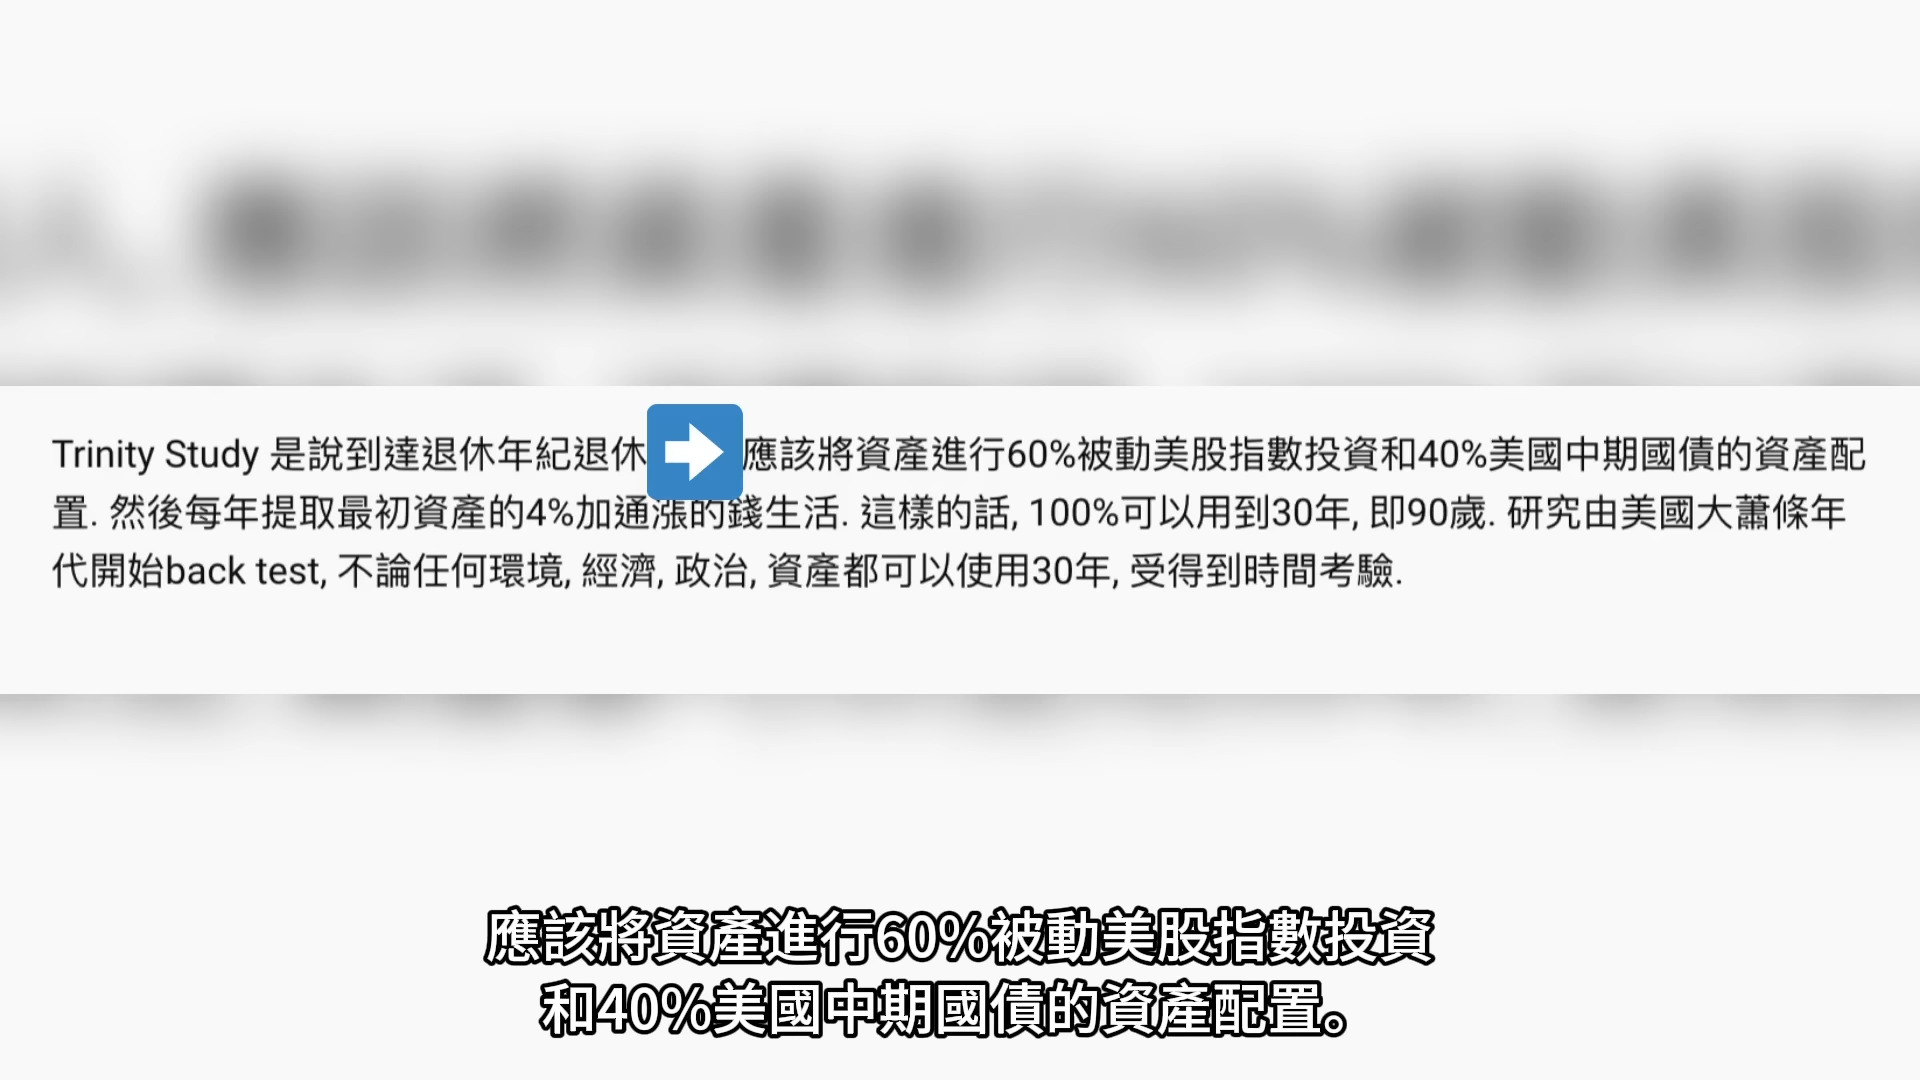 Trinity Study 是說到達退休年紀退休應該將資產進行60%被動美股指數投資和40%美國中期國債的資產配
置. 然後每年提取最初資產的4%加通漲的錢生活. 這樣的話, 100%可以用到30年, 即90歲. 研究由美國大蕭條年
代開始back test, 不論任何環境, 經濟, 政治, 資產都可以使用30年, 受得到時間考驗.
應該將資產進行60%被動美股指數投資
和40%美國中期國債的資產配置。